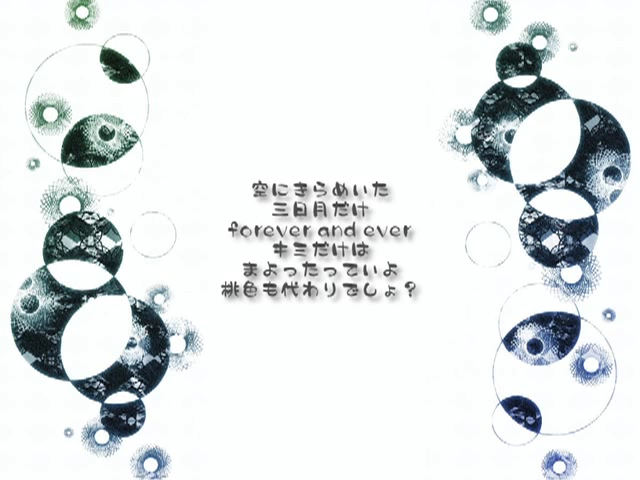 空にきらめいた
三日月だけ
forever and ever
キミだけは
まよったっていよ
桃色も代わりでしょ？